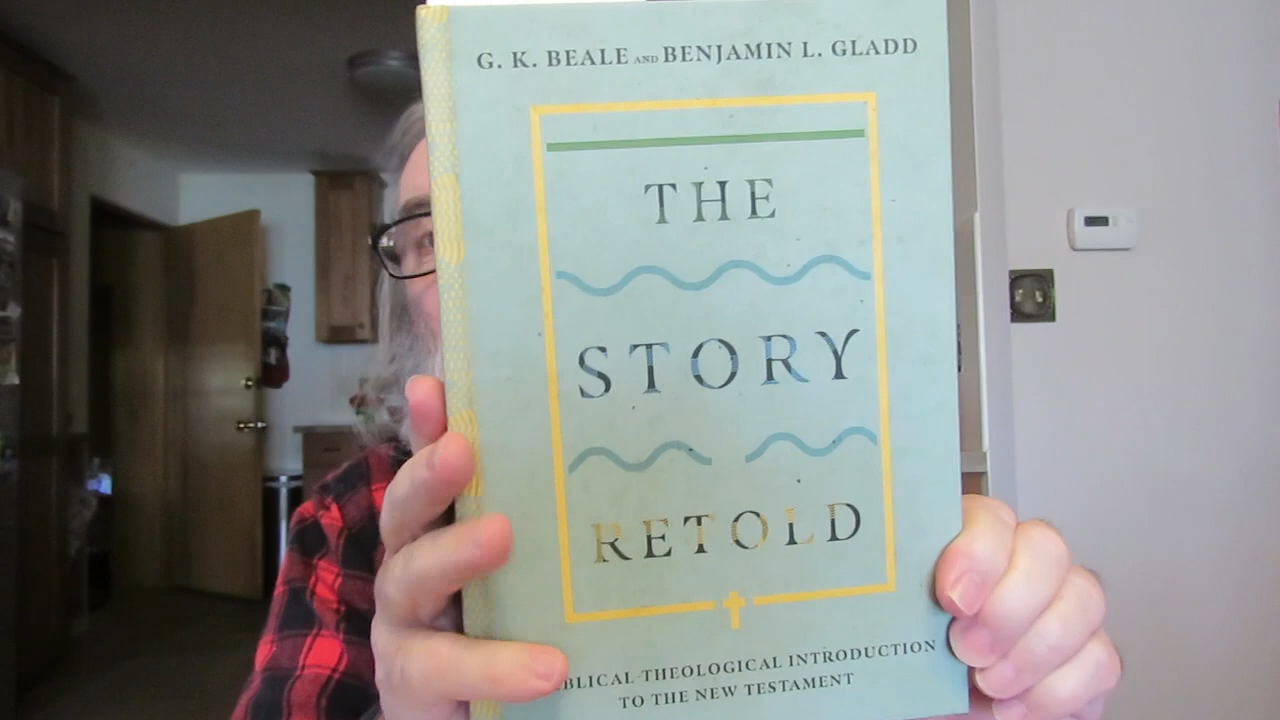 G. K. BEALE AND BENJAMIN L. GLADD
THE
STORY
RETOLD
BLICAL-THEOLOGICAL INTRODUCTION
TO THE NEW TESTAMENT